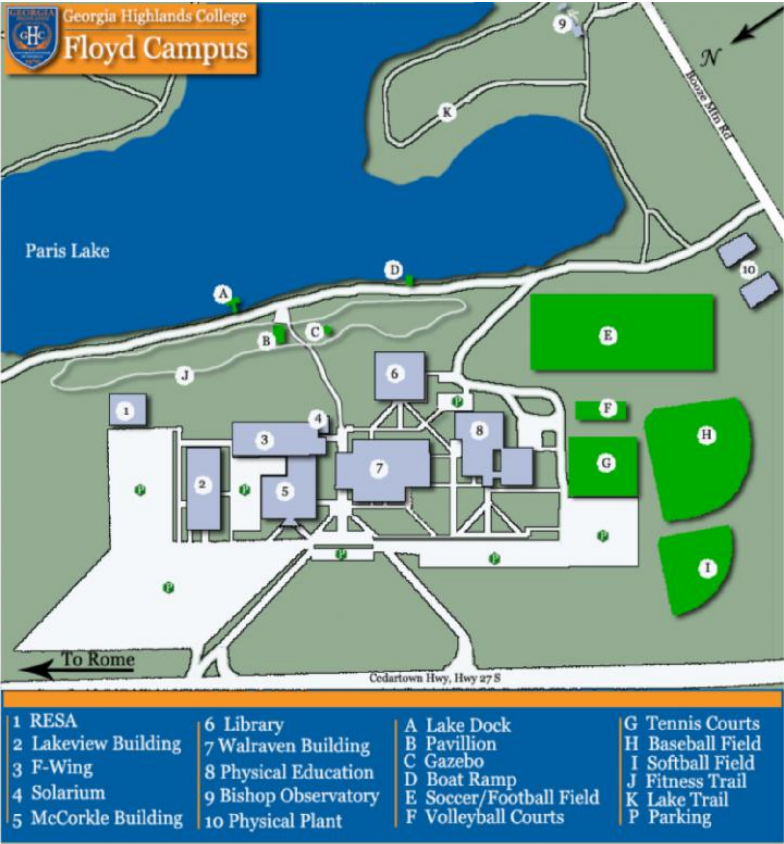 GEORGIA
GHC
Georgia Highlands College
Floyd Campus
9
N
K
Booze Mtn Rd
Paris Lake
D
10
A
B
C
E
J
6
P
F
1
4
3
8
H
7
G
2
5
P
P
P
P
P
P
I
To Rome
Cedartown Hwy, Hwy 27 S
1 RESA
2 Lakeview Building
3 F-Wing
4 Solarium
5 McCorkle Building
6 Library
7 Walraven Building
8 Physical Education
9 Bishop Observatory
10 Physical Plant
A Lake Dock
B Pavillion
C Gazebo
D Boat Ramp
E Soccer/Football Field
F Volleyball Courts
G Tennis Courts
H Baseball Field
I Softball Field
J Fitness Trail
K Lake Trail
P Parking